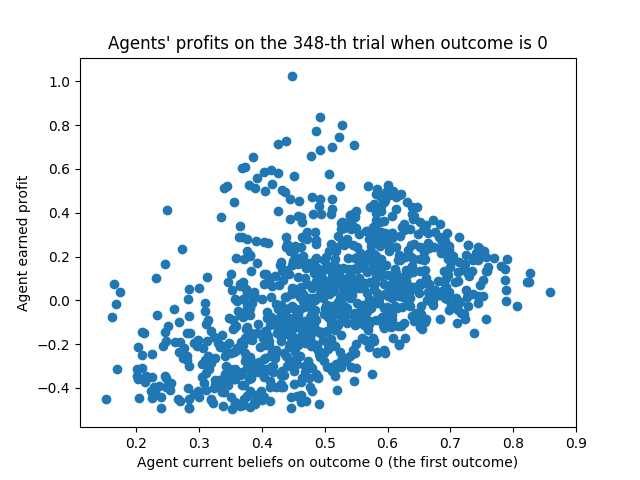 Agents' profits on the 348-th trial when outcome is 0
1.0
0.8
0.6
0.4
0.2
0.0
−0.2
−0.4
Agent earned profit
0.2 0.3 0.4 0.5 0.6 0.7 0.8 0.9
Agent current beliefs on outcome 0 (the first outcome)